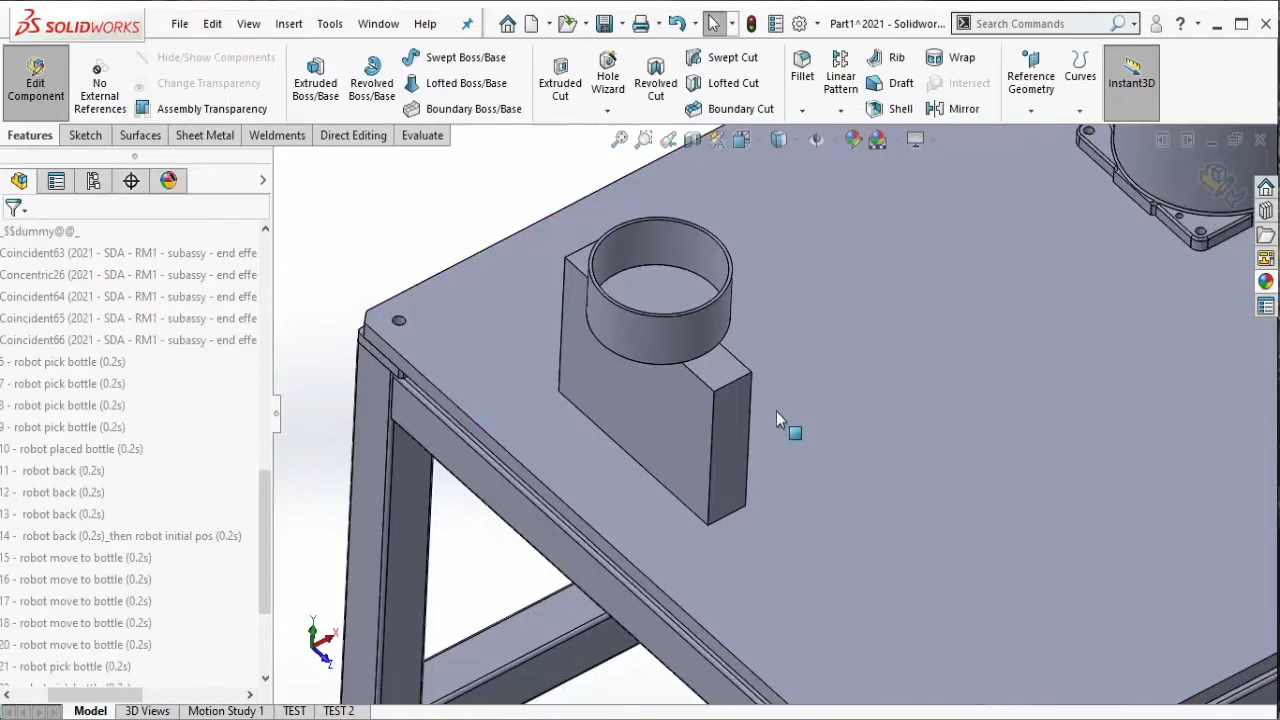 SOLIDWORKS File Edit View Insert Tools Window Help Part1^2021 - Solidwor... Search Commands
Edit Component
No External References
Hide/Show Components
Change Transparency
Assembly Transparency
Extruded Boss/Base
Revolved Boss/Base
Swept Boss/Base
Lofted Boss/Base
Boundary Boss/Base
Extruded Cut
Hole Wizard
Revolved Cut
Swept Cut
Lofted Cut
Boundary Cut
Fillet
Linear Pattern
Rib
Draft
Shell
Wrap
Intersect
Mirror
Reference Geometry
Curves
Instant3D
Features Sketch Surfaces Sheet Metal Weldments Direct Editing Evaluate
_$$dummy@@_
Coincident63 (2021 - SDA - RM1 - subassy - end effe
Concentric26 (2021 - SDA - RM1 - subassy - end effe
Coincident64 (2021 - SDA - RM1 - subassy - end effe
Coincident65 (2021 - SDA - RM1 - subassy - end effe
Coincident66 (2021 - SDA - RM1 - subassy - end effe
6 - robot pick bottle (0.2s)
7 - robot pick bottle (0.2s)
8 - robot pick bottle (0.2s)
9 - robot pick bottle (0.2s)
10 - robot placed bottle (0.2s)
11 - robot back (0.2s)
12 - robot back (0.2s)
13 - robot back (0.2s)
14 - robot back (0.2s)_then robot initial pos (0.2s)
15 - robot move to bottle (0.2s)
16 - robot move to bottle (0.2s)
17 - robot move to bottle (0.2s)
18 - robot move to bottle (0.2s)
20 - robot move to bottle (0.2s)
21 - robot pick bottle (0.2s)
Y
X
Z
Model 3D Views Motion Study 1 TEST TEST 2